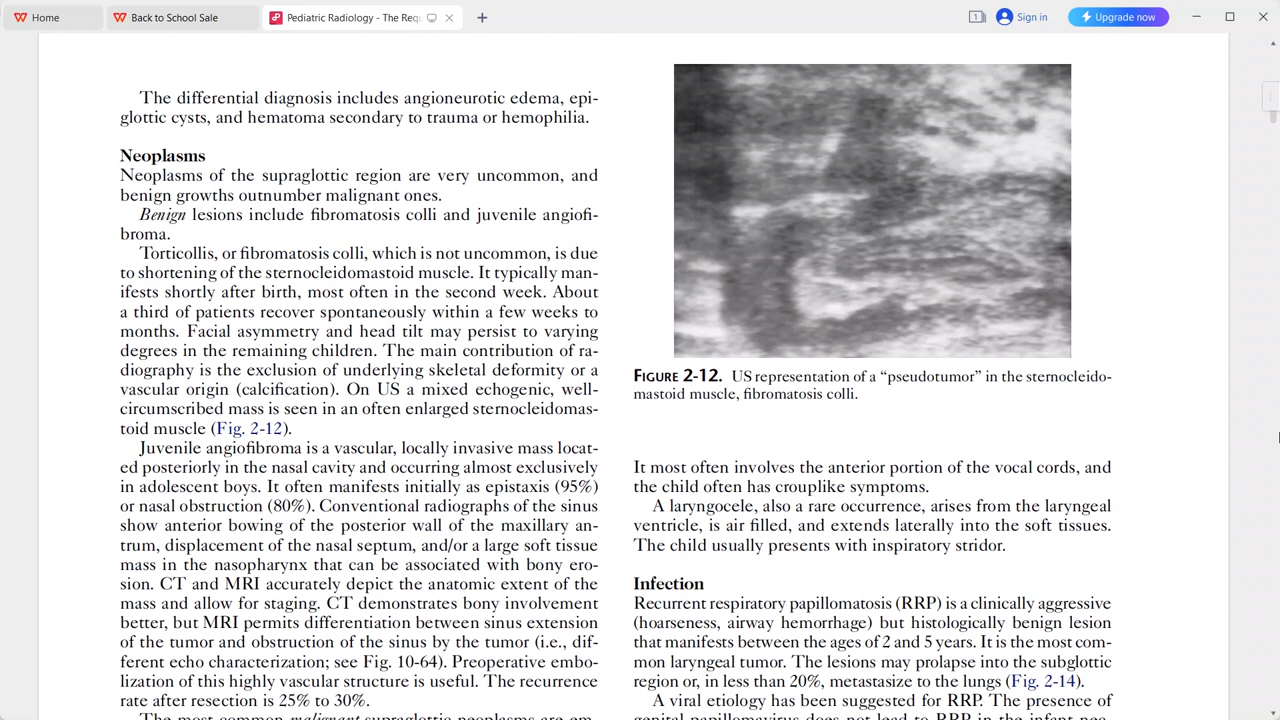 Home
Back to School Sale
Pediatric Radiology - The Requ
1
Sign in
Upgrade now
The differential diagnosis includes angioneurotic edema, epi-
glottic cysts, and hematoma secondary to trauma or hemophilia.
Neoplasms
Neoplasms of the supraglottic region are very uncommon, and
benign growths outnumber malignant ones.
Benign lesions include fibromatosis colli and juvenile angiofi-
broma.
Torticollis, or fibromatosis colli, which is not uncommon, is due
to shortening of the sternocleidomastoid muscle. It typically man-
ifests shortly after birth, most often in the second week. About
a third of patients recover spontaneously within a few weeks to
months. Facial asymmetry and head tilt may persist to varying
degrees in the remaining children. The main contribution of ra-
diography is the exclusion of underlying skeletal deformity or a
vascular origin (calcification). On US a mixed echogenic, well-
circumscribed mass is seen in an often enlarged sternocleidomas-
toid muscle (Fig. 2-12).
Juvenile angiofibroma is a vascular, locally invasive mass locat-
ed posteriorly in the nasal cavity and occurring almost exclusively
in adolescent boys. It often manifests initially as epistaxis (95%)
or nasal obstruction (80%). Conventional radiographs of the sinus
show anterior bowing of the posterior wall of the maxillary an-
trum, displacement of the nasal septum, and/or a large soft tissue
mass in the nasopharynx that can be associated with bony ero-
sion. CT and MRI accurately depict the anatomic extent of the
mass and allow for staging. CT demonstrates bony involvement
better, but MRI permits differentiation between sinus extension
of the tumor and obstruction of the sinus by the tumor (i.e., dif-
ferent echo characterization; see Fig. 10-64). Preoperative embo-
lization of this highly vascular structure is useful. The recurrence
rate after resection is 25% to 30%.
The most common malignant supraglottic neoplasms are em-
FIGURE 2-12. US representation of a “pseudotumor” in the sternocleido-
mastoid muscle, fibromatosis colli.
It most often involves the anterior portion of the vocal cords, and
the child often has crouplike symptoms.
A laryngocele, also a rare occurrence, arises from the laryngeal
ventricle, is air filled, and extends laterally into the soft tissues.
The child usually presents with inspiratory stridor.
Infection
Recurrent respiratory papillomatosis (RRP) is a clinically aggressive
(hoarseness, airway hemorrhage) but histologically benign lesion
that manifests between the ages of 2 and 5 years. It is the most com-
mon laryngeal tumor. The lesions may prolapse into the subglottic
region or, in less than 20%, metastasize to the lungs (Fig. 2-14).
A viral etiology has been suggested for RRP. The presence of
genital papillomavirus does not lead to RRP in the infant neo-